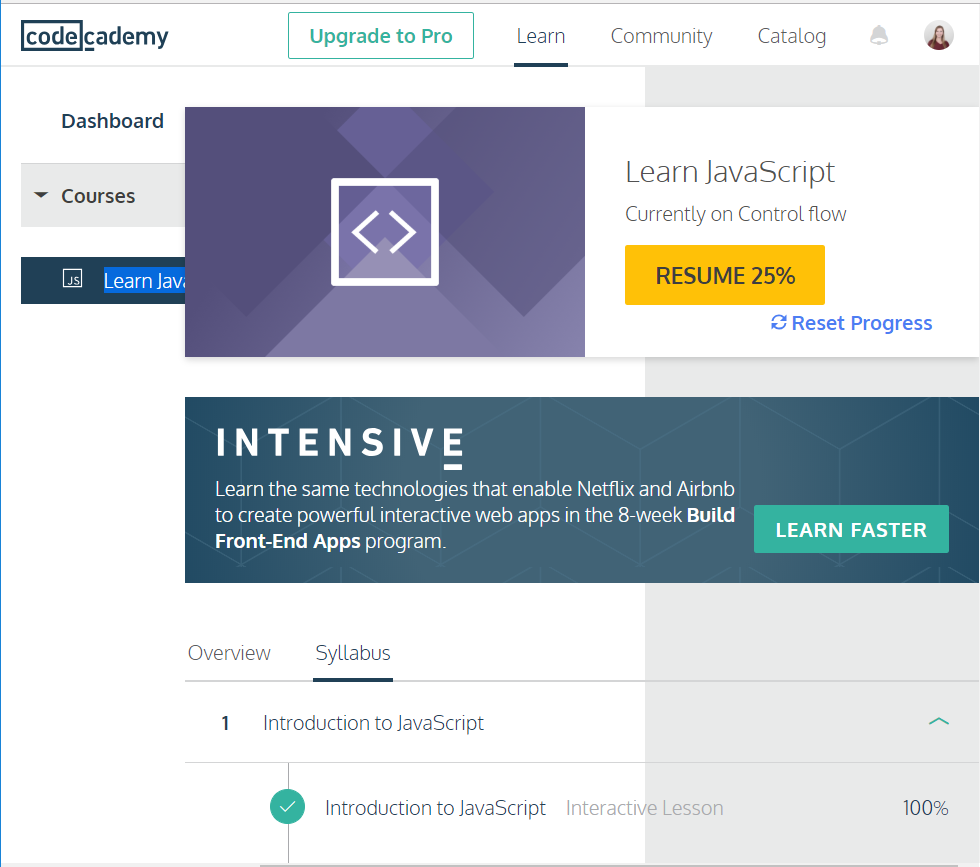 codecademy
Upgrade to Pro
Learn
Community
Catalog
Dashboard
Courses
JS
Learn Java
Learn JavaScript
Currently on Control flow
RESUME 25%
Reset Progress
INTENSIVE
Learn the same technologies that enable Netflix and Airbnb
to create powerful interactive web apps in the 8-week Build
Front-End Apps program.
LEARN FASTER
Overview
Syllabus
1 Introduction to JavaScript
Introduction to JavaScript Interactive Lesson 100%